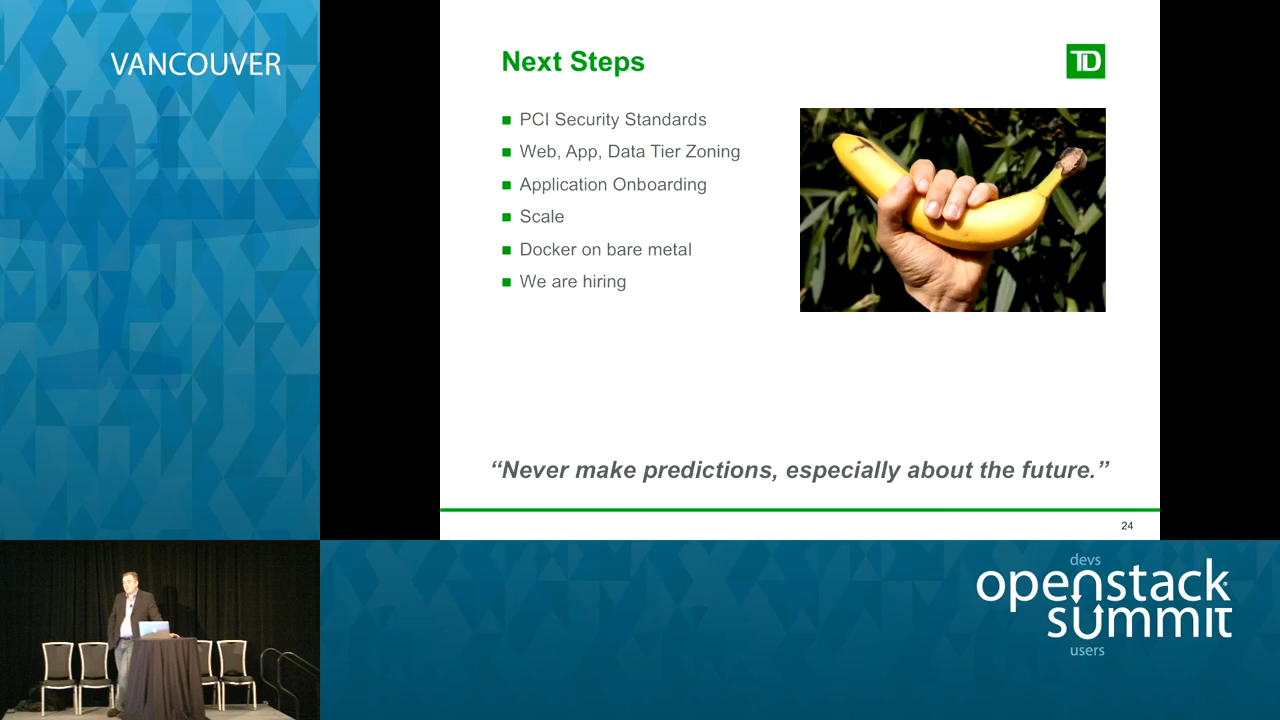 VANCOUVER
Next Steps
TD
PCI Security Standards
Web, App, Data Tier Zoning
Application Onboarding
Scale
Docker on bare metal
We are hiring
“Never make predictions, especially about the future.”
24
devs
openstack
summit
users